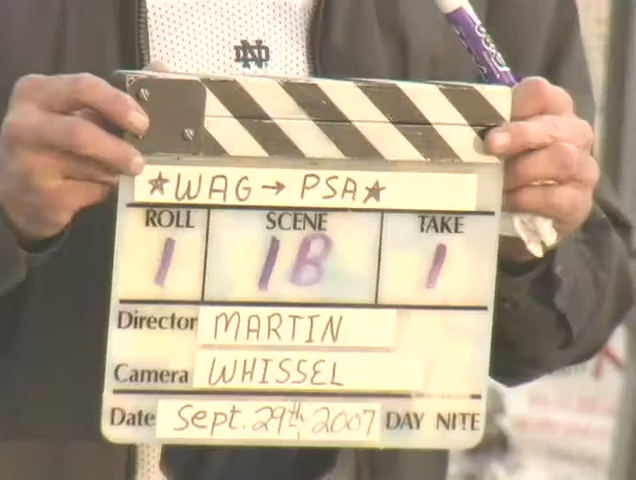 ND
★WAG→ PSA★
ROLL SCENE TAKE
1 1B 1
Director MARTIN
Camera WHISSEL
Date Sept. 29th, 2007 DAY NITE